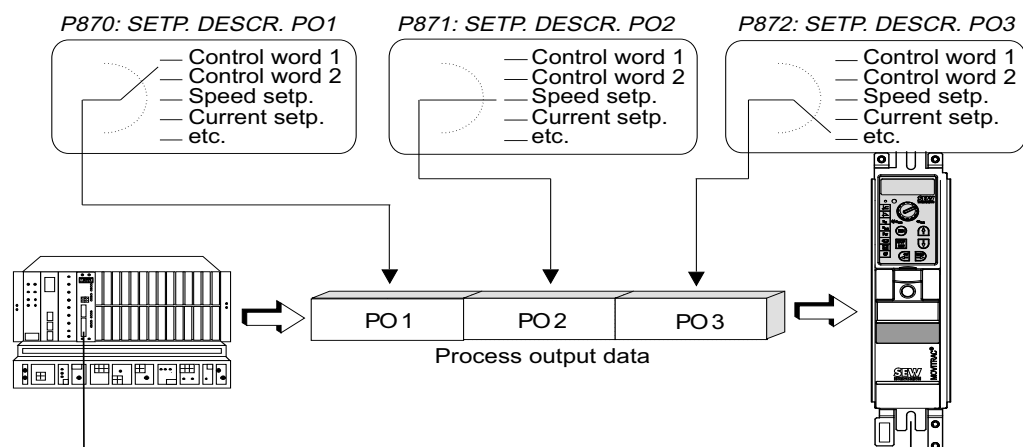 P870: SETP. DESCR. PO1
Control word 1
Control word 2
Speed setp.
Current setp.
etc.
P871: SETP. DESCR. PO2
Control word 1
Control word 2
Speed setp.
Current setp.
etc.
P872: SETP. DESCR. PO3
Control word 1
Control word 2
Speed setp.
Current setp.
etc.
PO1
PO2
PO3
Process output data
SEW
MOVITRAC®